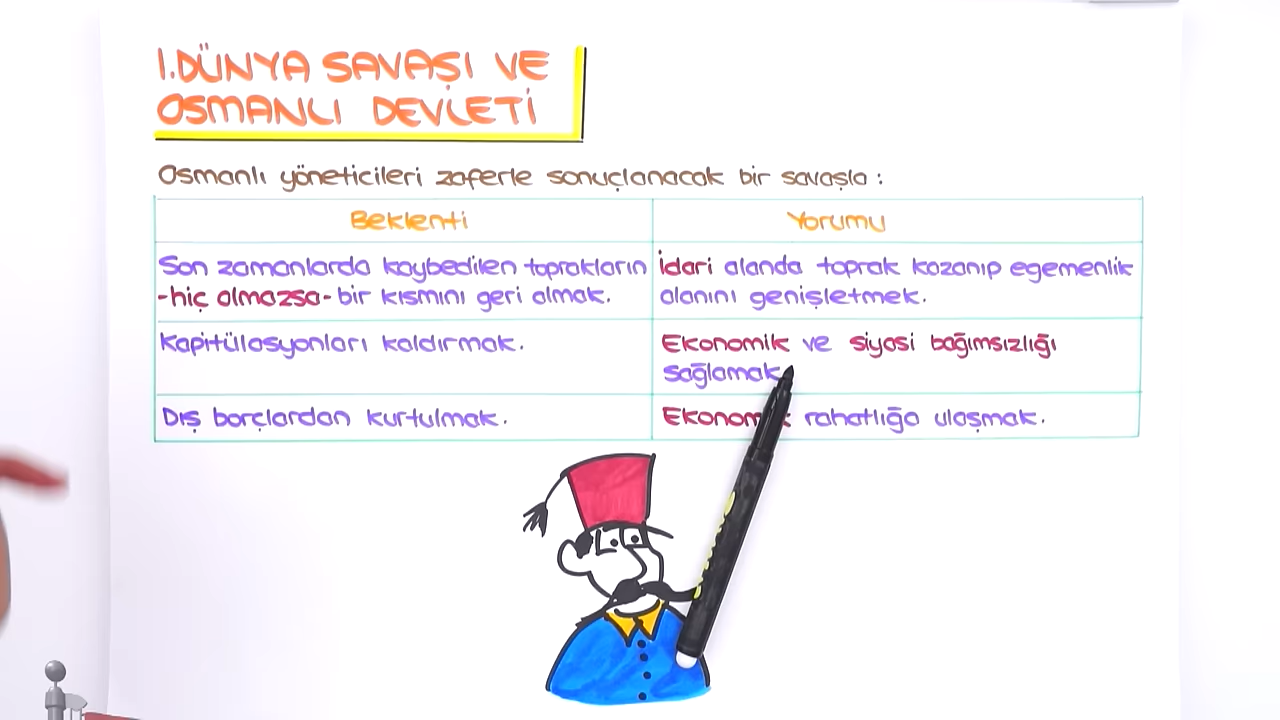 I.DÜNYA SAVAŞI VE
OSMANLI DEVLETİ
Osmanlı yöneticileri zaferle sonuçlanacak bir savaşla :
Beklenti
Yorumu
Son zamanlarda kaybedilen toprakların
-hiç olmazsa- bir kısmını geri almak.
İdari alanda toprak kazanıp egemenlik
alanını genişletmek.
Kapitülasyonları kaldırmak.
Ekonomik ve siyasi bağımsızlığı
sağlamak
Dış borçlardan kurtulmak.
rahatlığa ulaşmak.